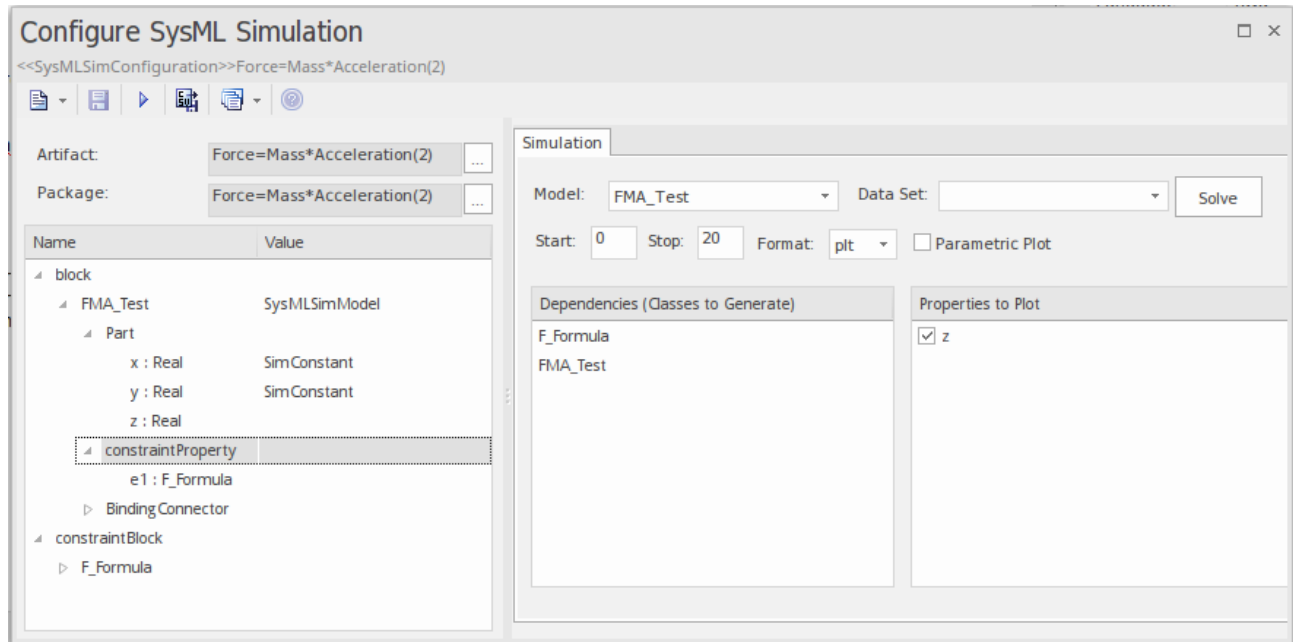 Configure SysML Simulation
<<SysMLSimConfiguration>>Force=Mass*Acceleration(2)
Artifact: Force=Mass*Acceleration(2) ...
Package: Force=Mass*Acceleration(2) ...
Name Value
block
FMA_Test SysMLSimModel
Part
x : Real SimConstant
y : Real SimConstant
z : Real
constraintProperty
e1 : F_Formula
BindingConnector
constraintBlock
F_Formula
Simulation
Model: FMA_Test Data Set: Solve
Start: 0 Stop: 20 Format: plt Parametric Plot
Dependencies (Classes to Generate)
F_Formula
FMA_Test
Properties to Plot
z